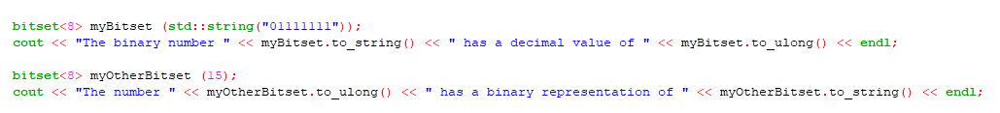 bitset<8> myBitset (std::string("01111111"));
cout << "The binary number " << myBitset.to_string() << " has a decimal value of " << myBitset.to_ulong() << endl;
bitset<8> myOtherBitset (15);
cout << "The number " << myOtherBitset.to_ulong() << " has a binary representation of " << myOtherBitset.to_string() << endl;